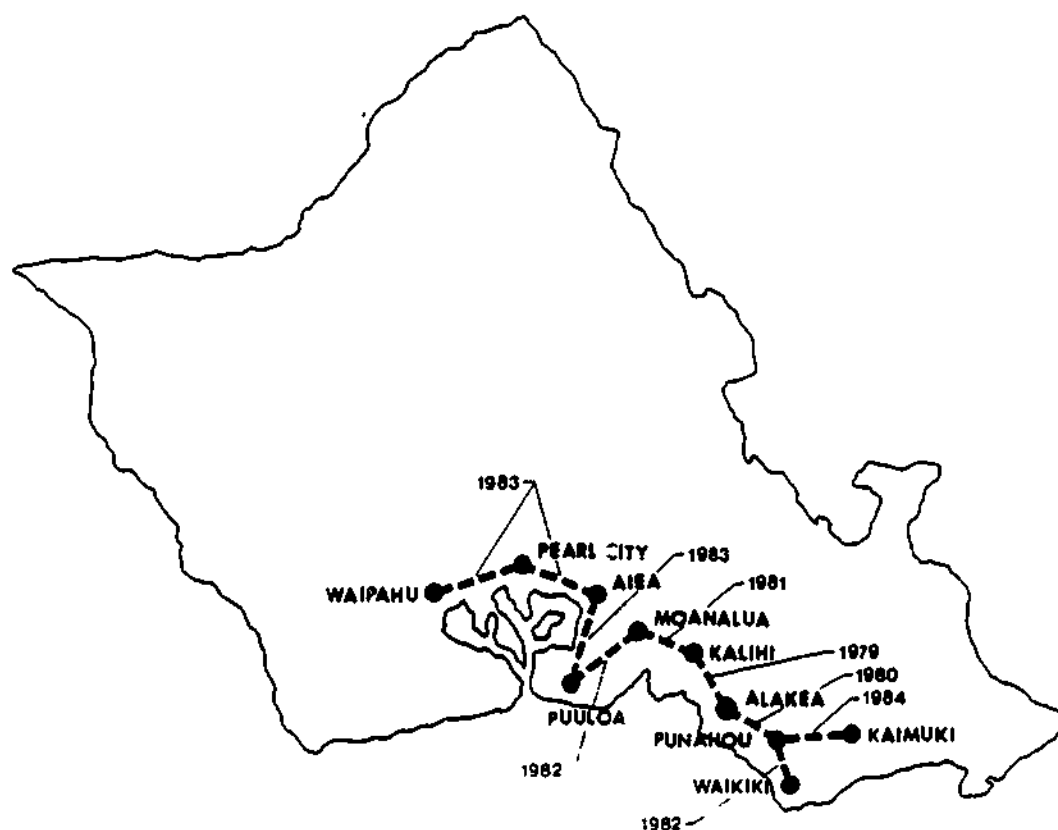 1983
PEARL CITY
1983
WAIPAHU
AIEA
1981
MOANALUA
KALIHI
1979
1980
ALAKEA
1984
PUULOA
PUNAHOU
KAIMUKI
1982
WAIKIKI
1982